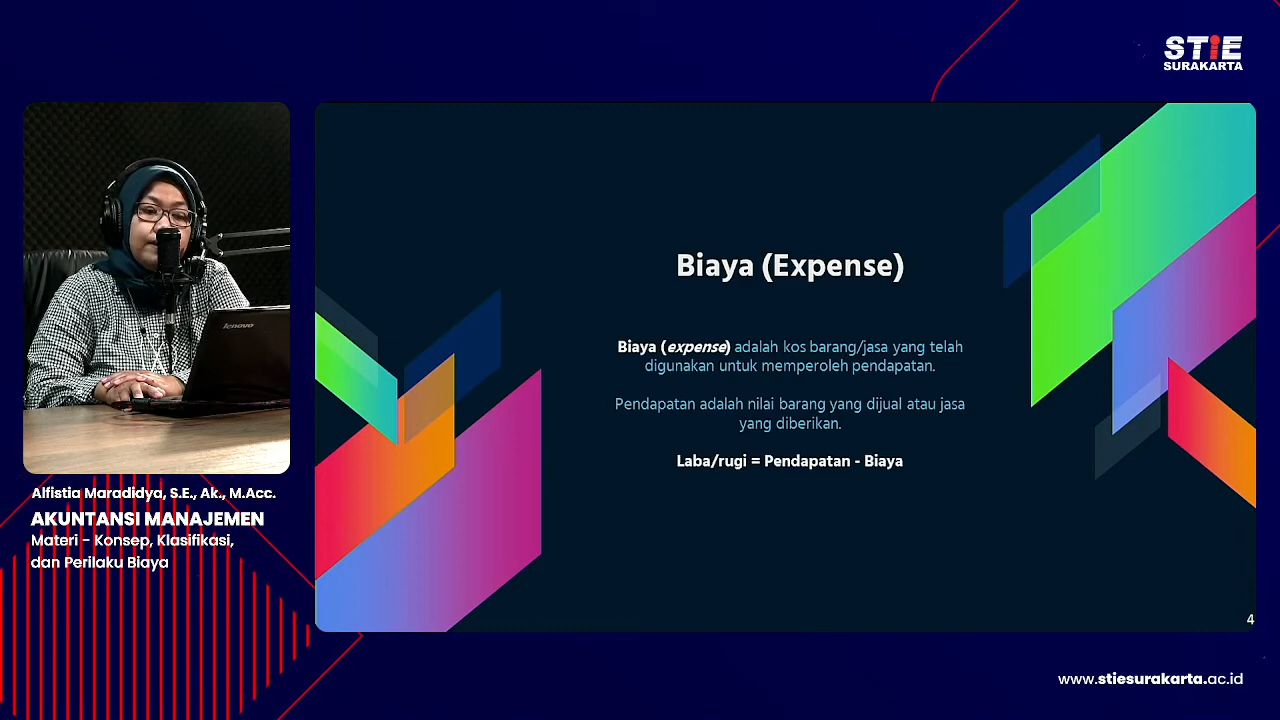 STiE
SURAKARTA
lenovo
Biaya (Expense)
Biaya (expense) adalah kos barang/jasa yang telah
digunakan untuk memperoleh pendapatan.
Pendapatan adalah nilai barang yang dijual atau jasa
yang diberikan.
Laba/rugi = Pendapatan - Biaya
4
Alfistia Maradidya, S.E., Ak., M.Acc.
AKUNTANSI MANAJEMEN
Materi - Konsep, Klasifikasi,
dan Perilaku Biaya
www.stiesurakarta.ac.id